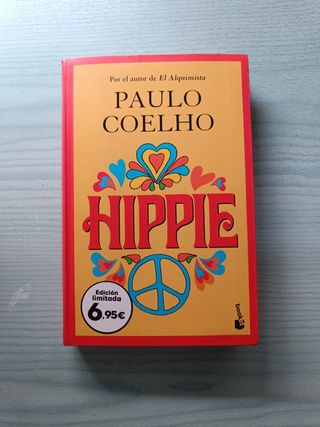 Por el autor de El Alquimista
PAULO
COELHO
HIPPIE
Edición
limitada
6.95€
Booket